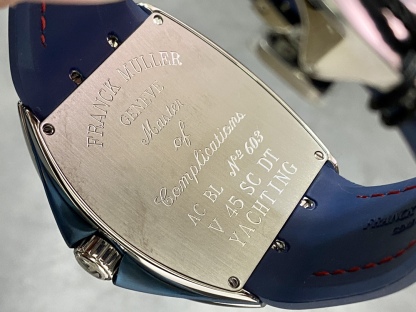 FRANCK MULLER
GENEVE
Master
of
Complications
AC BL Nº 603
V 45 SC DT
YACHTING